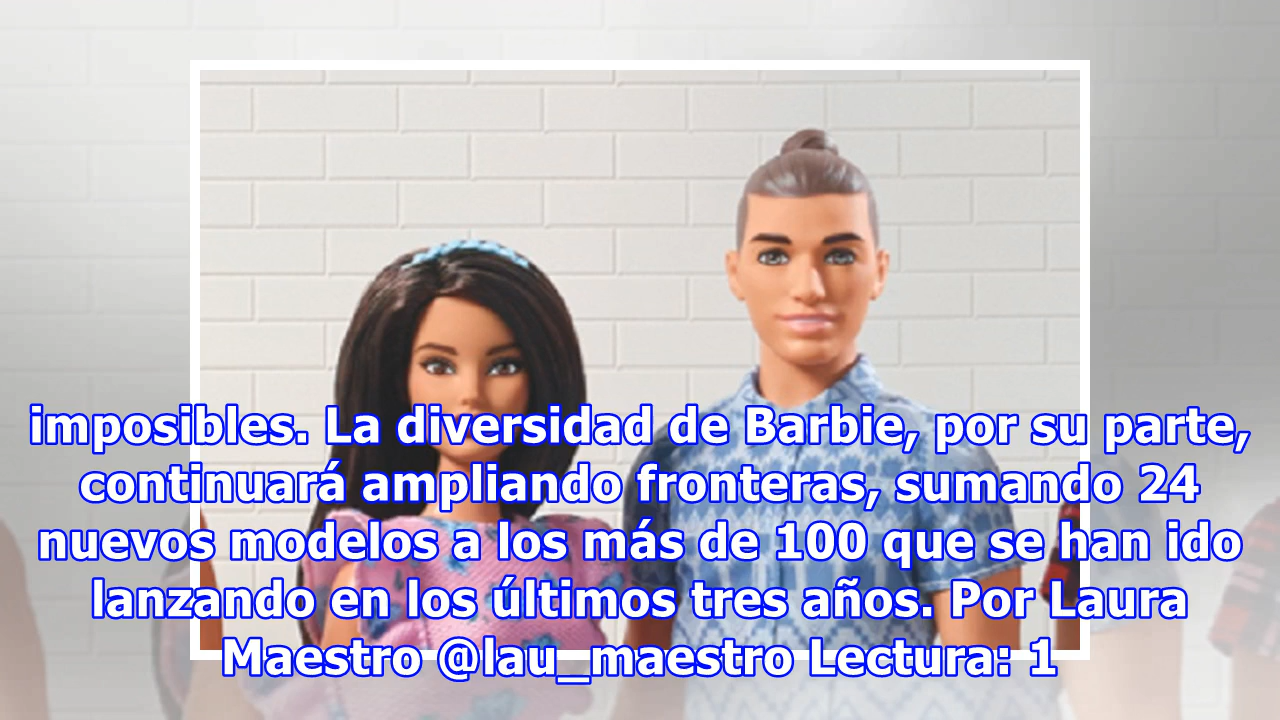 imposibles. La diversidad de Barbie, por su parte,
continuará ampliando fronteras, sumando 24
nuevos modelos a los más de 100 que se han ido
lanzando en los últimos tres años. Por Laura
Maestro @lau_maestro Lectura: 1